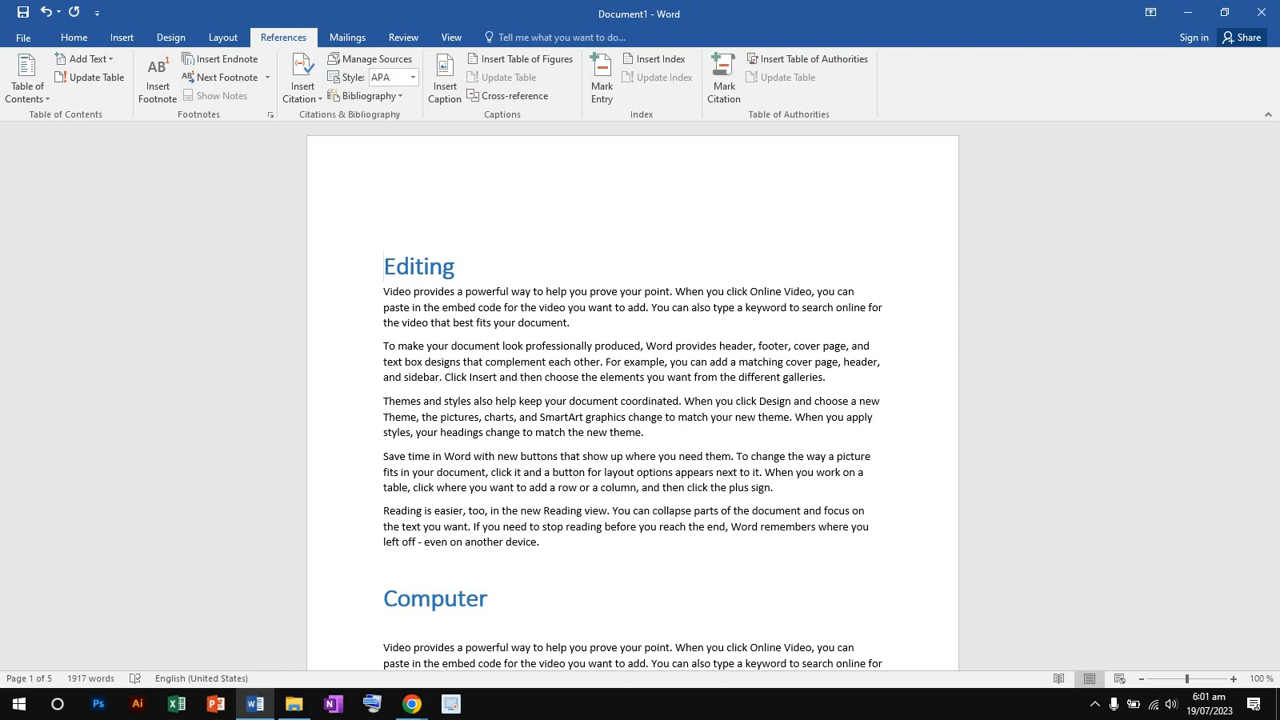 Document1 - Word
File Home Insert Design Layout References Mailings Review View Tell me what you want to do... Sign in Share
Table of Contents
Add Text
Update Table
Table of Contents
AB1 Insert Footnote
Insert Endnote
Next Footnote
Show Notes
Footnotes
Insert Citation
Manage Sources
Style: APA
Bibliography
Citations & Bibliography
Insert Caption
Insert Table of Figures
Update Table
Cross-reference
Captions
Mark Entry
Insert Index
Update Index
Index
Mark Citation
Insert Table of Authorities
Update Table
Table of Authorities
Editing
Video provides a powerful way to help you prove your point. When you click Online Video, you can
paste in the embed code for the video you want to add. You can also type a keyword to search online for
the video that best fits your document.
To make your document look professionally produced, Word provides header, footer, cover page, and
text box designs that complement each other. For example, you can add a matching cover page, header,
and sidebar. Click Insert and then choose the elements you want from the different galleries.
Themes and styles also help keep your document coordinated. When you click Design and choose a new
Theme, the pictures, charts, and SmartArt graphics change to match your new theme. When you apply
styles, your headings change to match the new theme.
Save time in Word with new buttons that show up where you need them. To change the way a picture
fits in your document, click it and a button for layout options appears next to it. When you work on a
table, click where you want to add a row or a column, and then click the plus sign.
Reading is easier, too, in the new Reading view. You can collapse parts of the document and focus on
the text you want. If you need to stop reading before you reach the end, Word remembers where you
left off - even on another device.
Computer
Video provides a powerful way to help you prove your point. When you click Online Video, you can
paste in the embed code for the video you want to add. You can also type a keyword to search online for
Page 1 of 5 1917 words English (United States) 100 %
Ps Ai
6:01 am
19/07/2023